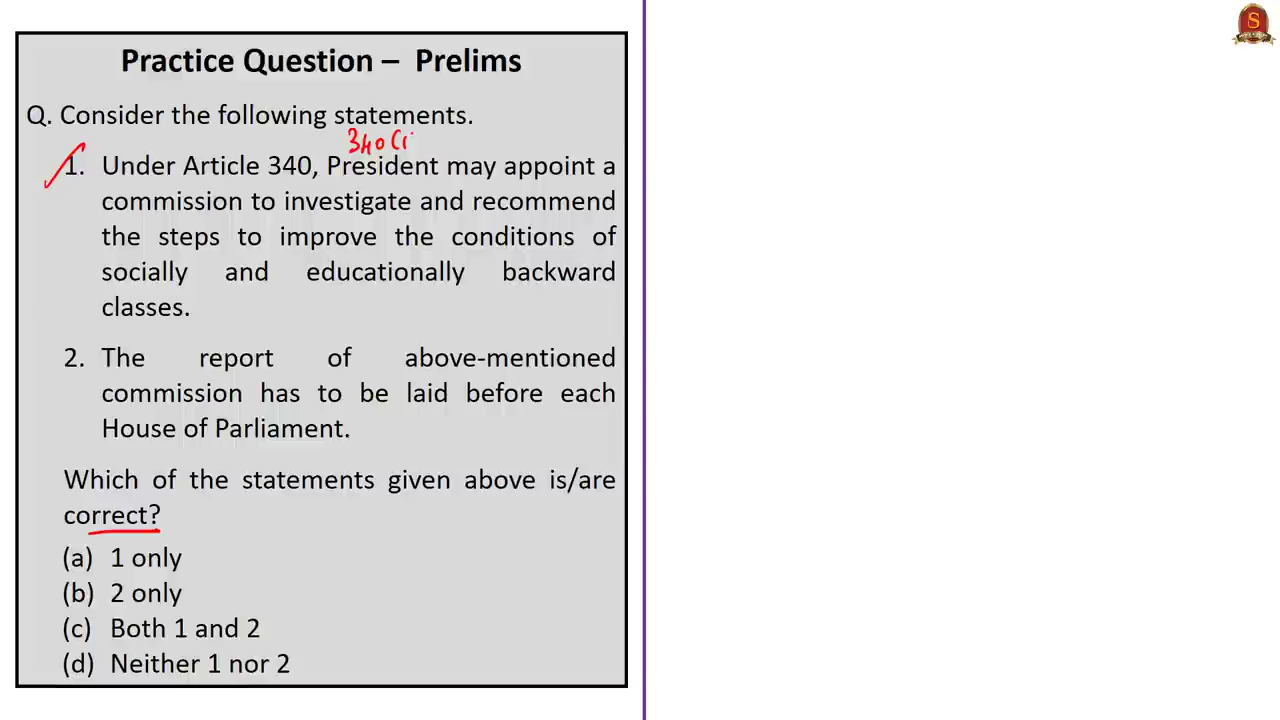 Practice Question – Prelims
Q. Consider the following statements.
340 (i
1. Under Article 340, President may appoint a
commission to investigate and recommend
the steps to improve the conditions of
socially and educationally backward
classes.
2. The report of above-mentioned
commission has to be laid before each
House of Parliament.
Which of the statements given above is/are
correct?
(a) 1 only
(b) 2 only
(c) Both 1 and 2
(d) Neither 1 nor 2
S